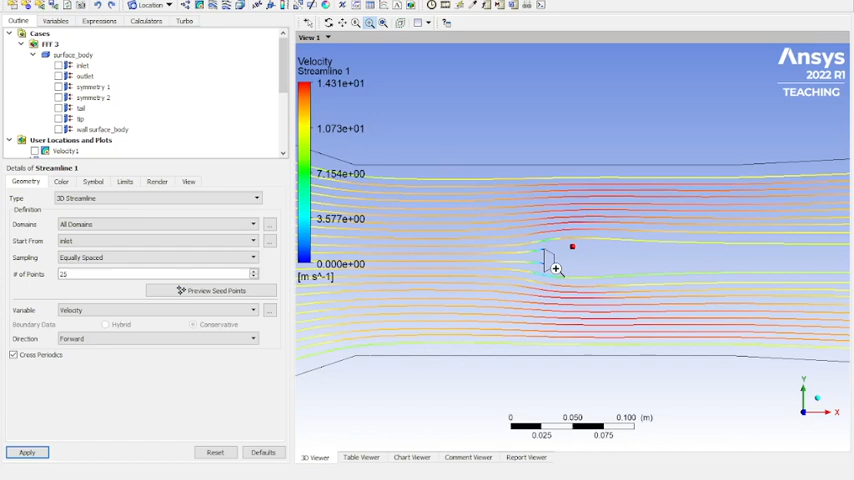 Location
Outline Variables Expressions Calculators Turbo
Cases
FFF 3
surface_body
inlet
outlet
symmetry 1
symmetry 2
tail
tip
wall surface_body
User Locations and Plots
Velocity1
Details of Streamline 1
Geometry Color Symbol Limits Render View
Type 3D Streamline
Definition
Domains All Domains ...
Start From inlet ...
Sampling Equally Spaced
# of Points 25
Preview Seed Points
Variable Velocity ...
Boundary Data Hybrid Conservative
Direction Forward
Cross Periodics
Apply Reset Defaults
View 1
Velocity
Streamline 1
1.431e+01
1.073e+01
7.154e+00
3.577e+00
0.000e+00
[m s^-1]
Ansys
2022 R1
TEACHING
0 0.050 0.100 (m)
0.025 0.075
Y
X
3D Viewer Table Viewer Chart Viewer Comment Viewer Report Viewer